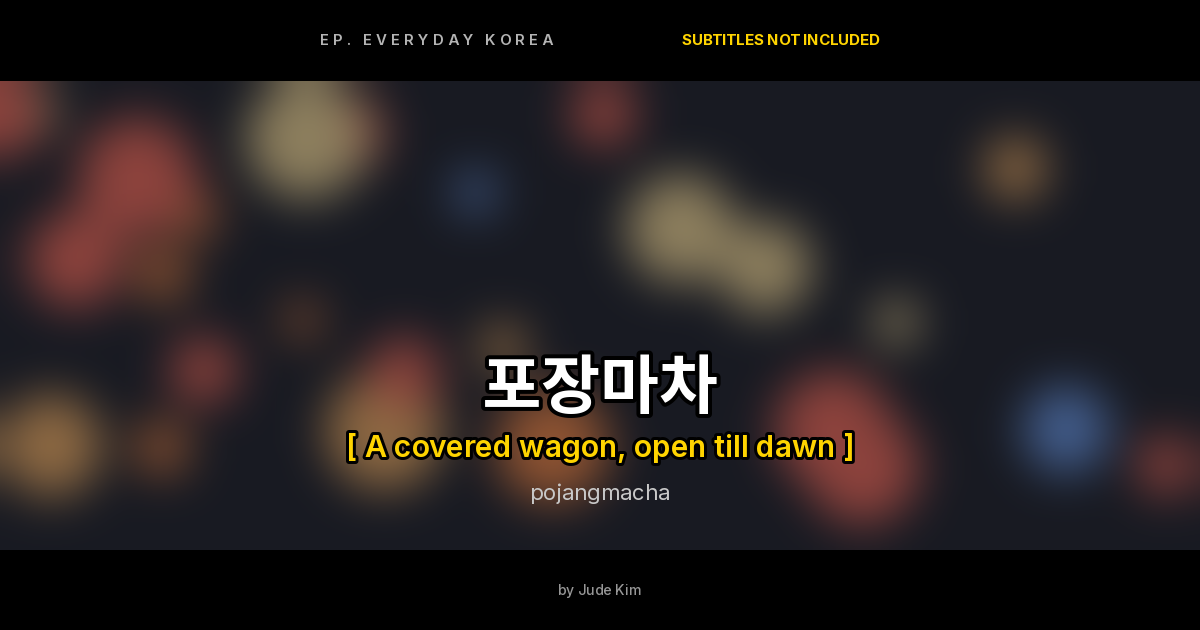 EP. EVERYDAY KOREA
SUBTITLES NOT INCLUDED
포장마차
[ A covered wagon, open till dawn ]
pojangmacha
by Jude Kim